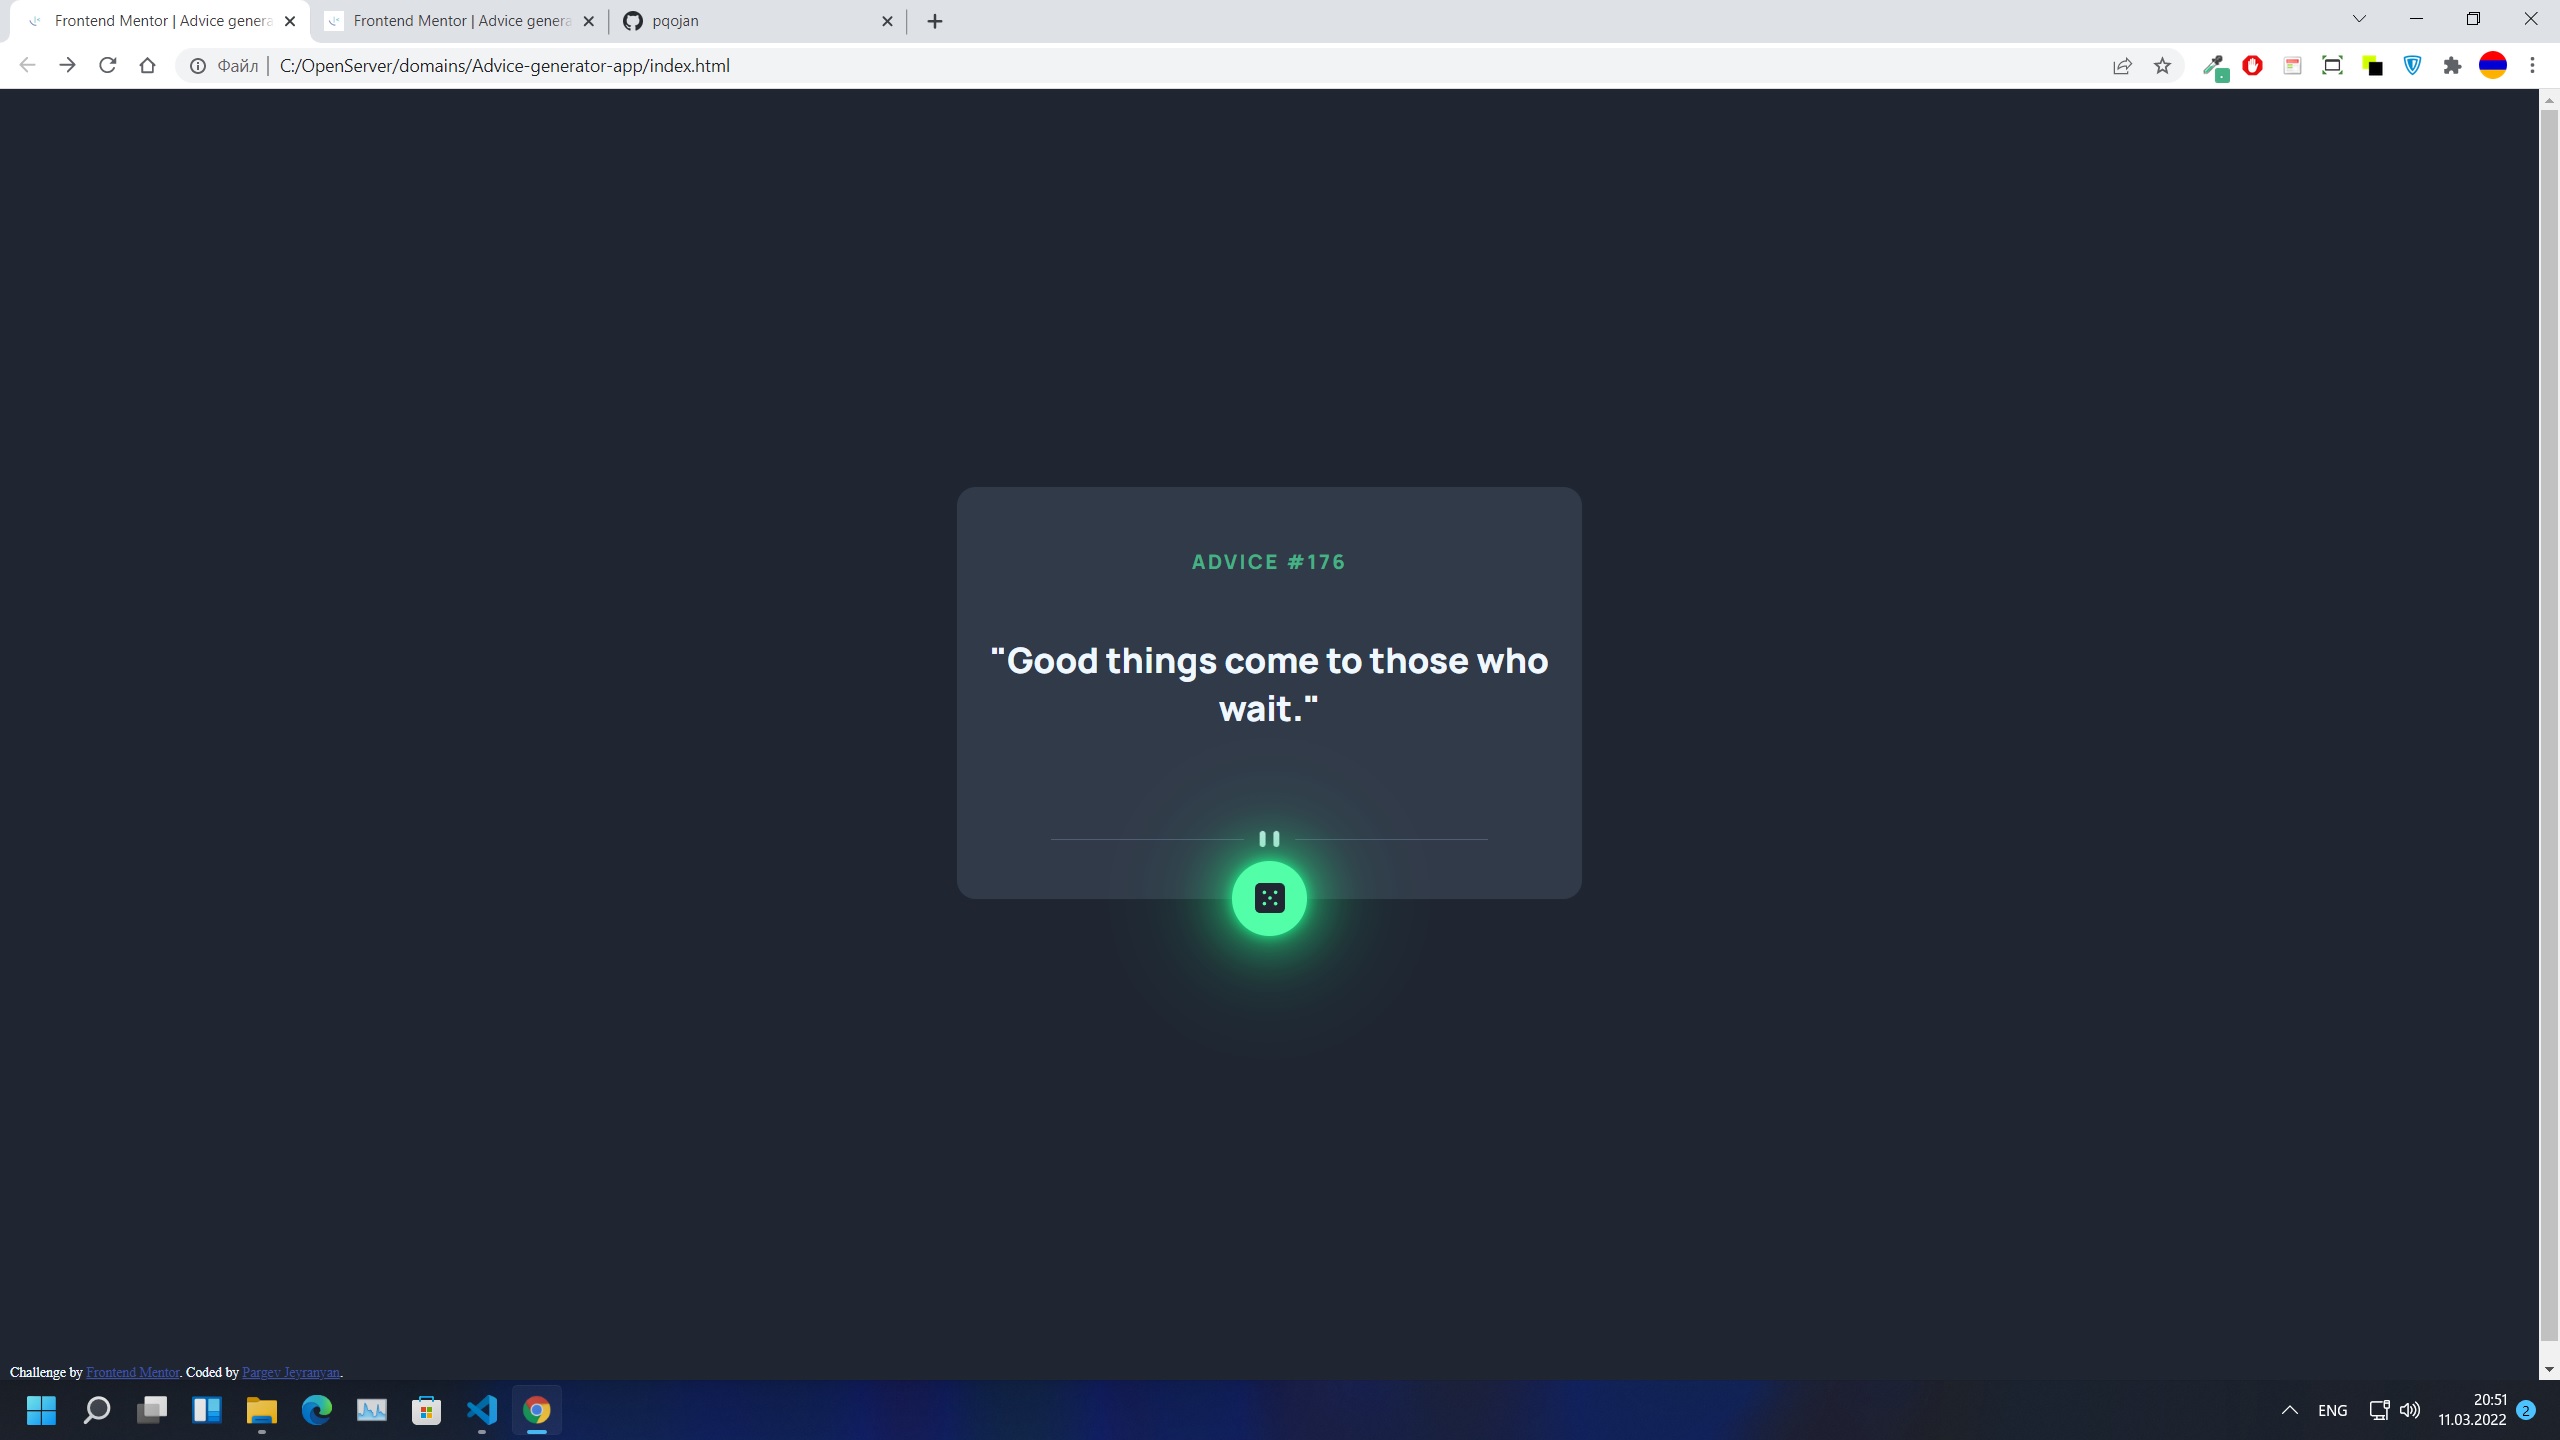 Frontend Mentor | Advice genera
Frontend Mentor | Advice genera
pqojan
Файл | C:/OpenServer/domains/Advice-generator-app/index.html
ADVICE #176
"Good things come to those who
wait."
Challenge by Frontend Mentor. Coded by Pargev Jeyranyan.
ENG
20:51
11.03.2022
2